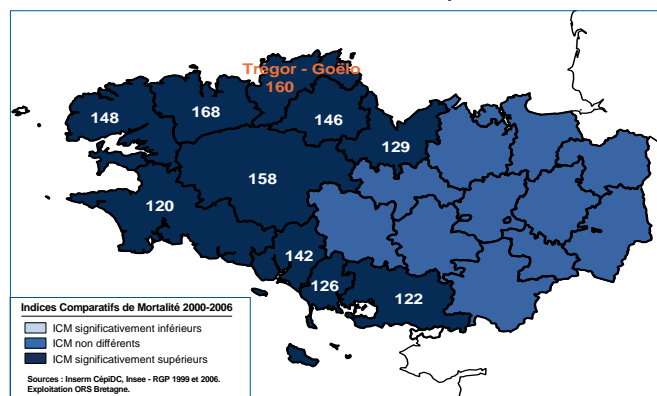 Trégor - Goëlo
160
148
168
146
129
158
120
142
126
122
Indices Comparatifs de Mortalité 2000-2006
ICM significativement inférieurs
ICM non différents
ICM significativement supérieurs
Sources : Inserm CépiDC, Insee - RGP 1999 et 2006.
Exploitation ORS Bretagne.